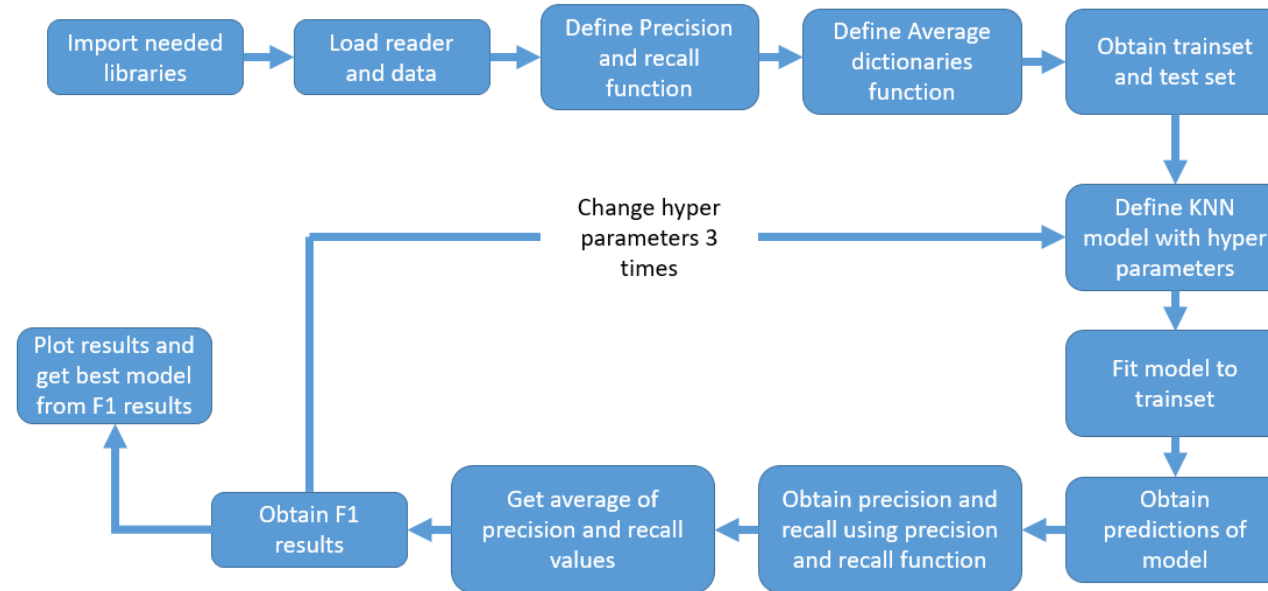 Import needed
libraries
Load reader
and data
Define Precision
and recall
function
Define Average
dictionaries
function
Obtain trainset
and test set
Change hyper
parameters 3
times
Define KNN
model with hyper
parameters
Plot results and
get best model
from F1 results
Fit model to
trainset
Obtain F1
results
Get average of
precision and recall
values
Obtain precision and
recall using precision
and recall function
Obtain
predictions of
model